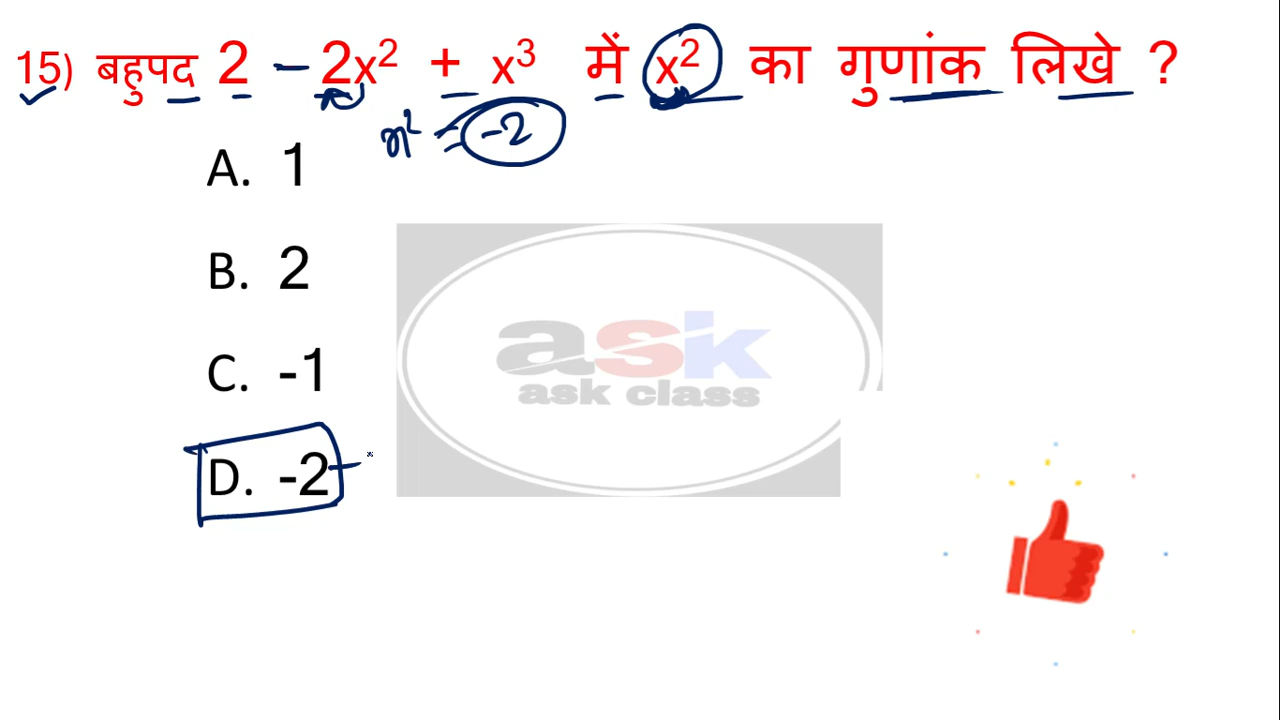 15) बहुपद 2 – 2x² + x³ में x² का गुणांक लिखे ?
x² = -2
A. 1
B. 2
C. -1
D. -2
ask
ask class